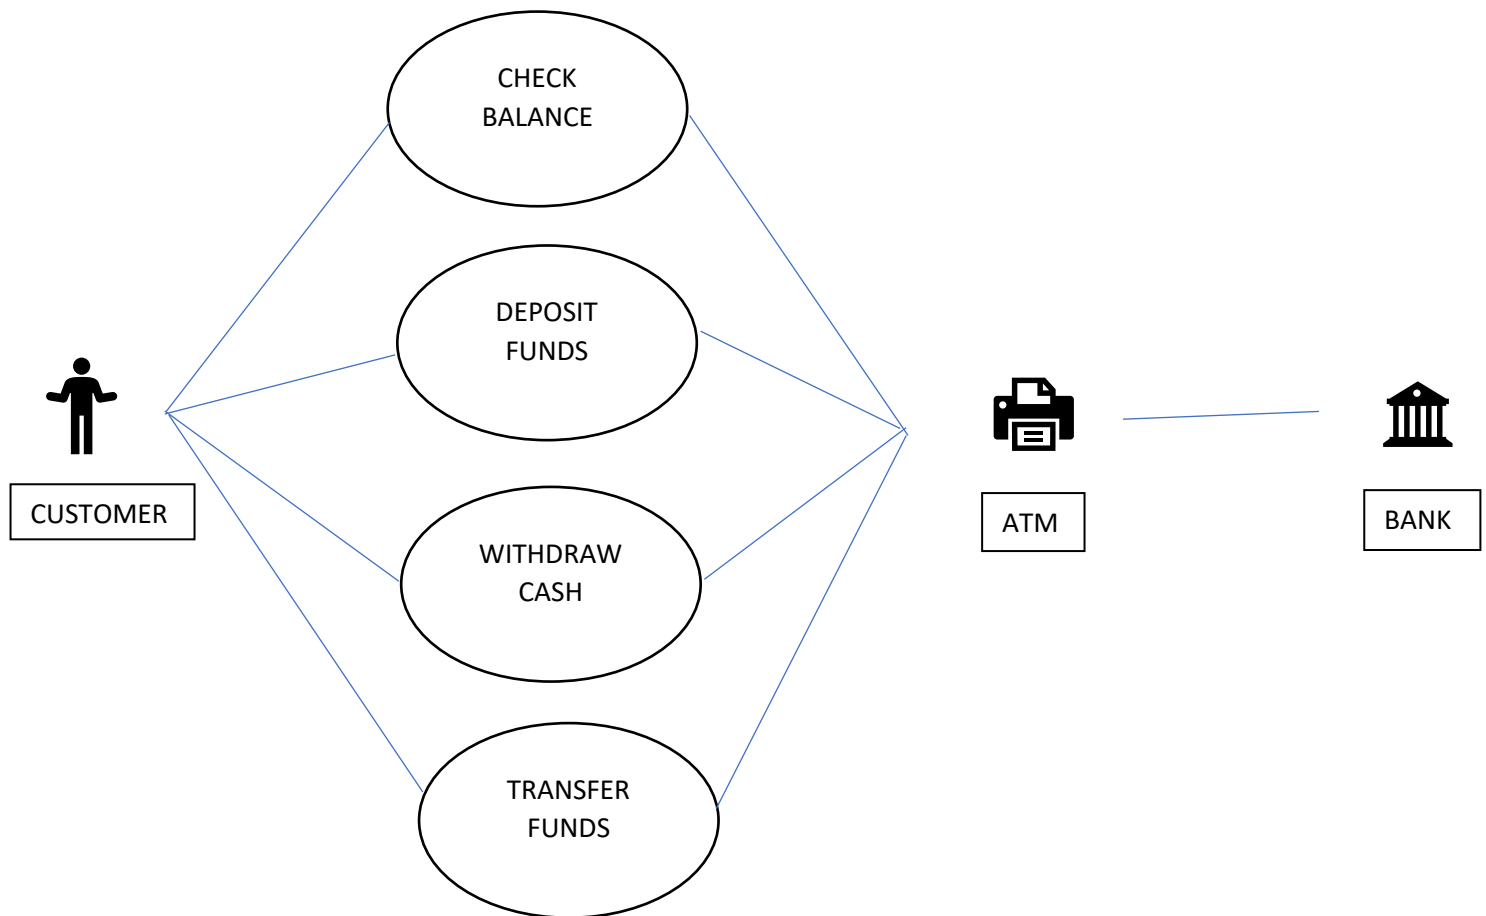 CHECK
BALANCE
DEPOSIT
FUNDS
CUSTOMER
ATM
BANK
WITHDRAW
CASH
TRANSFER
FUNDS